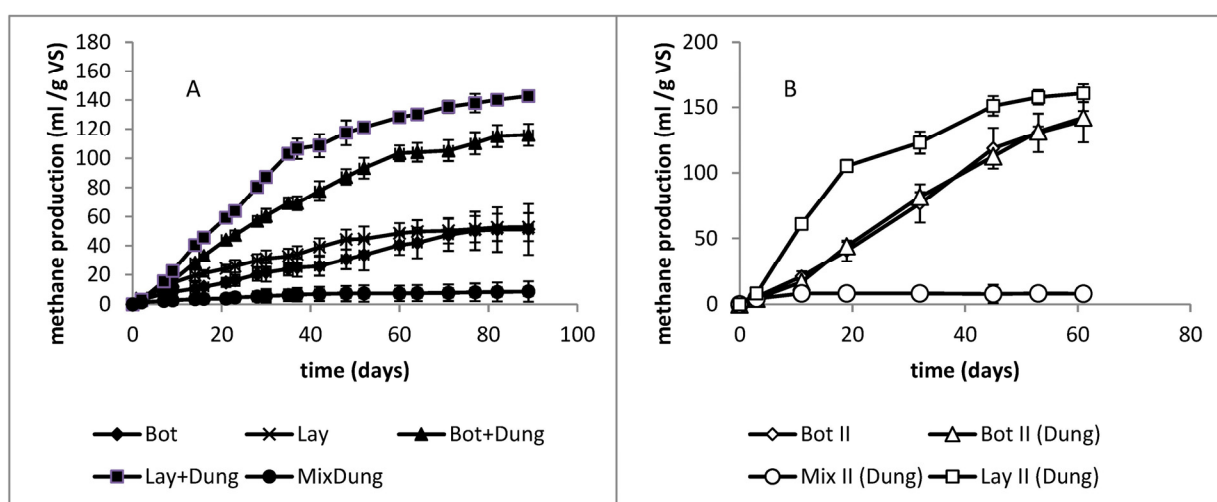 180
160
140
120
100
80
60
40
20
0
methane production (ml /g VS)
A
0 20 40 60 80 100
time (days)
Bot Lay Bot+Dung
Lay+Dung MixDung
200
150
100
50
0
methane production (ml /g VS)
B
0 20 40 60 80
time (days)
Bot II Bot II (Dung)
Mix II (Dung) Lay II (Dung)